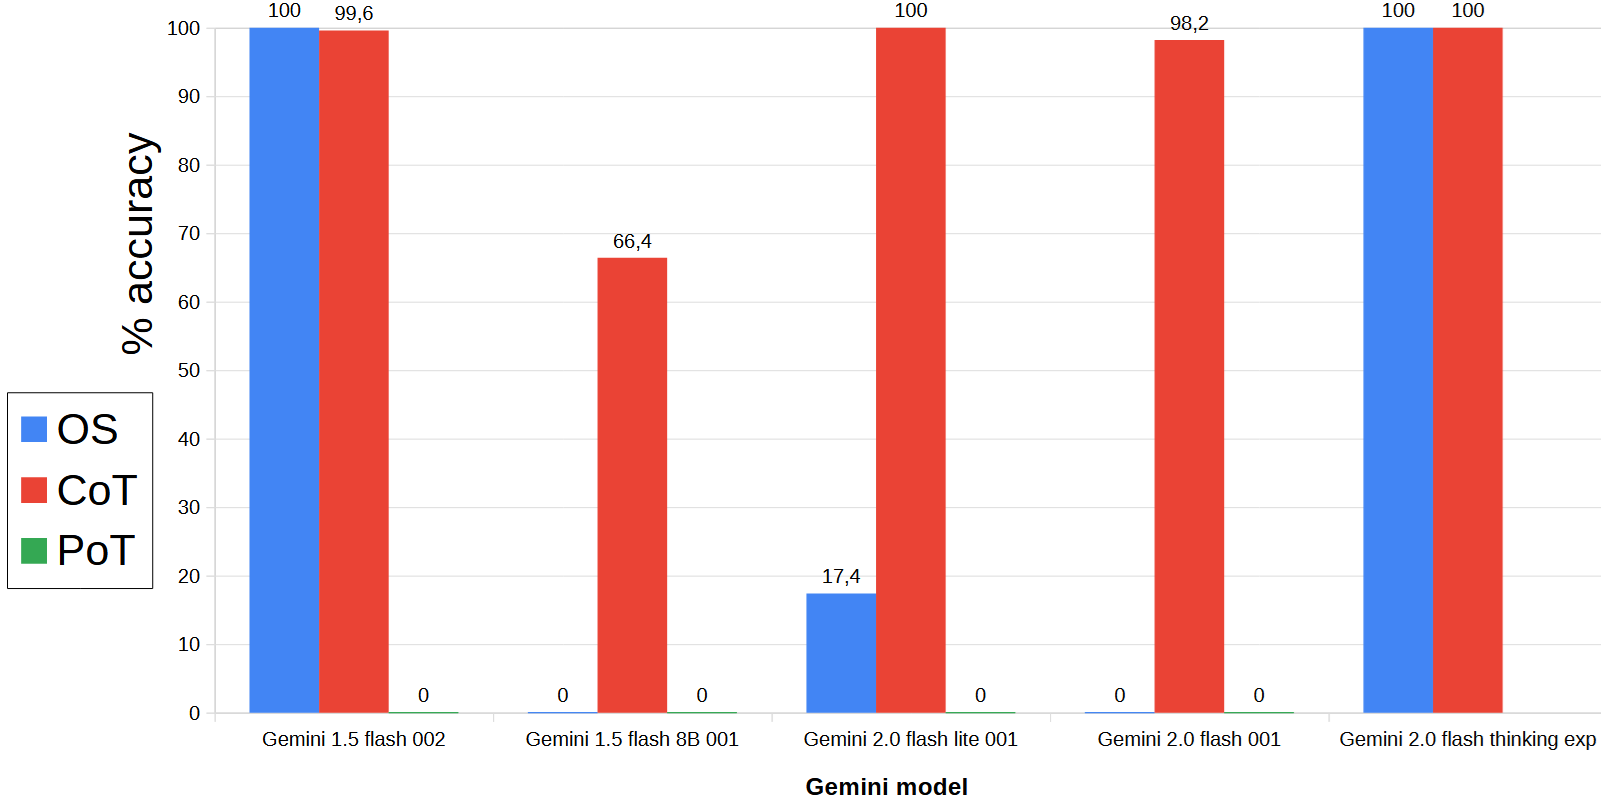 100
99,6
100
98,2
100
100
100
90
80
70
60
50
40
30
20
10
0
% accuracy
66,4
17,4
0
0
0
0
0
0
OS
CoT
PoT
Gemini 1.5 flash 002
Gemini 1.5 flash 8B 001
Gemini 2.0 flash lite 001
Gemini 2.0 flash 001
Gemini 2.0 flash thinking exp
Gemini model